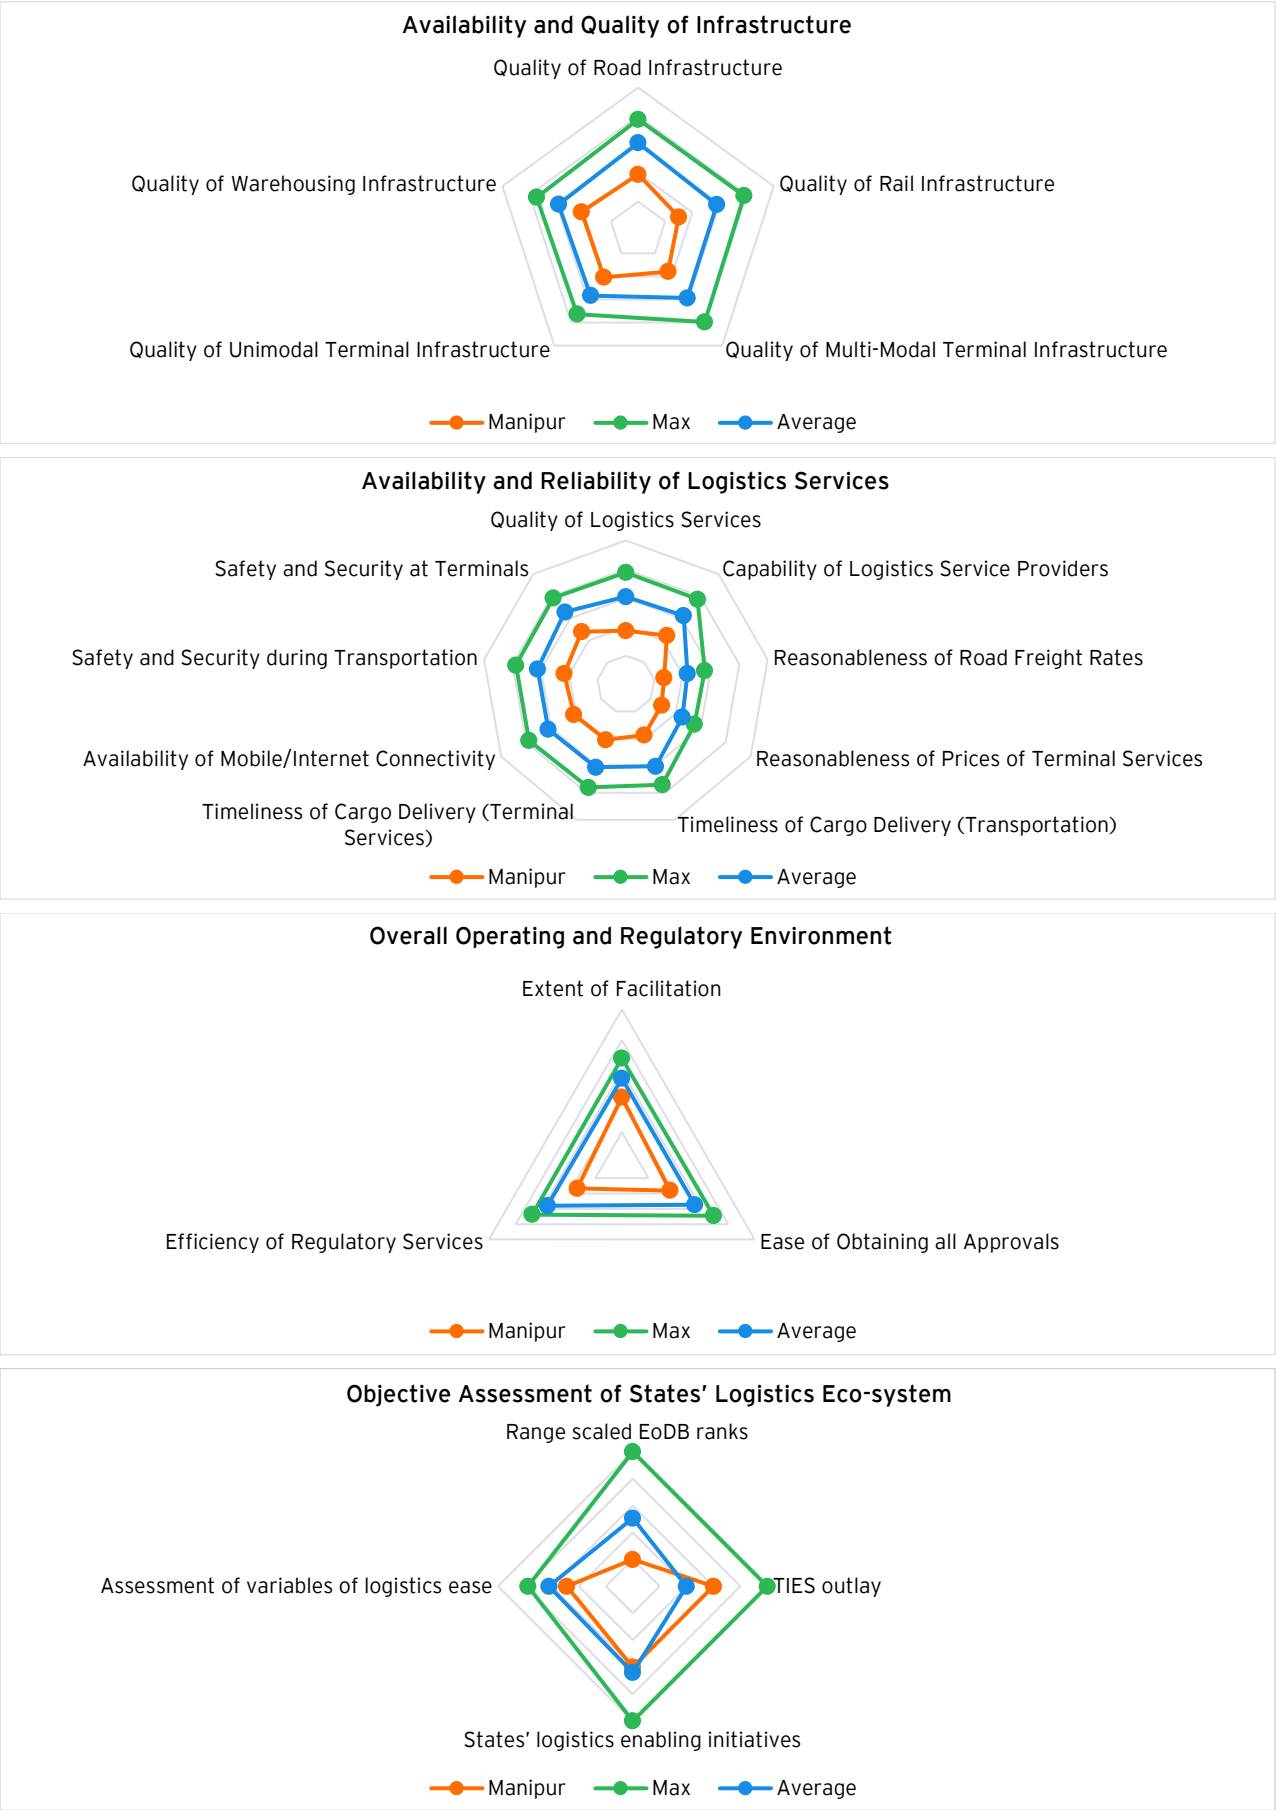 Availability and Quality of Infrastructure
Quality of Road Infrastructure
Quality of Warehousing Infrastructure
Quality of Rail Infrastructure
Quality of Unimodal Terminal Infrastructure
Quality of Multi-Modal Terminal Infrastructure
Manipur Max Average
Availability and Reliability of Logistics Services
Quality of Logistics Services
Safety and Security at Terminals
Capability of Logistics Service Providers
Safety and Security during Transportation
Reasonableness of Road Freight Rates
Availability of Mobile/Internet Connectivity
Reasonableness of Prices of Terminal Services
Timeliness of Cargo Delivery (Terminal
Services)
Timeliness of Cargo Delivery (Transportation)
Manipur Max Average
Overall Operating and Regulatory Environment
Extent of Facilitation
Efficiency of Regulatory Services
Ease of Obtaining all Approvals
Manipur Max Average
Objective Assessment of States’ Logistics Eco-system
Range scaled EoDB ranks
Assessment of variables of logistics ease
TIES outlay
States’ logistics enabling initiatives
Manipur Max Average